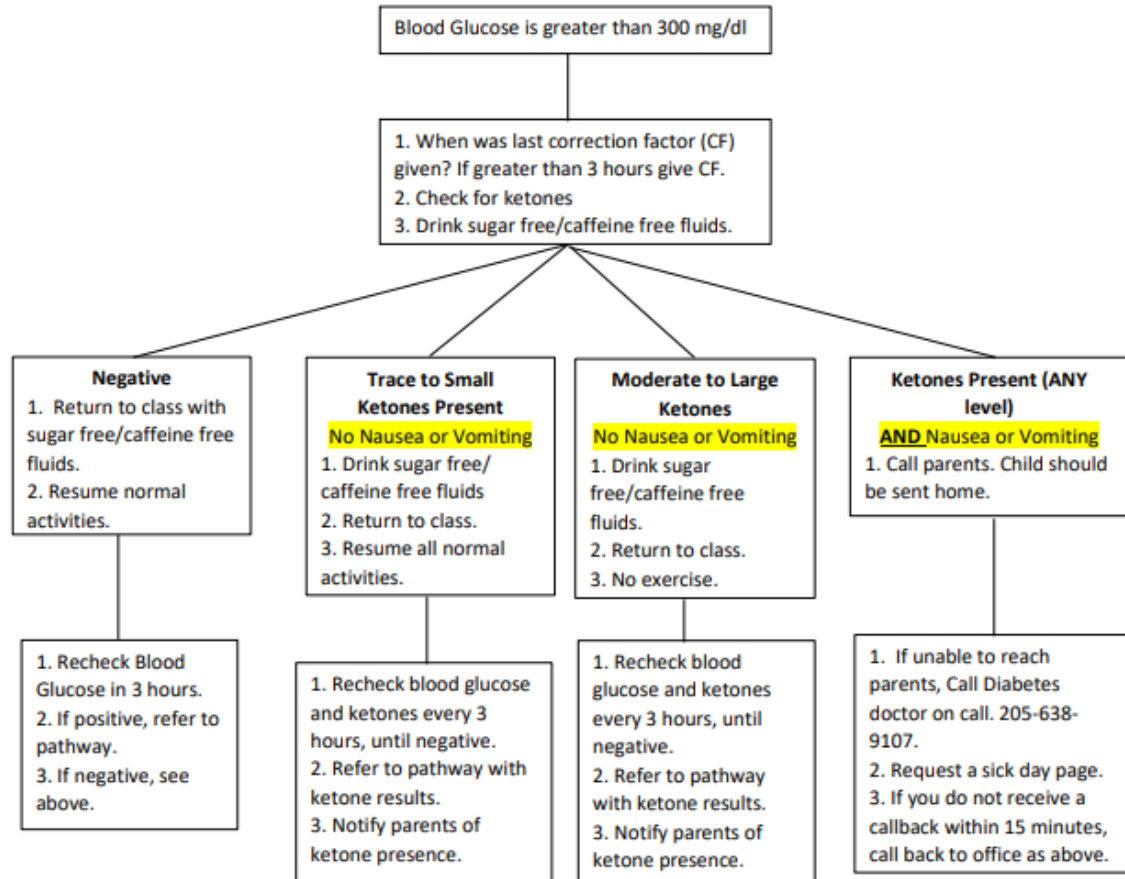 Blood Glucose is greater than 300 mg/dl
1. When was last correction factor (CF)
given? If greater than 3 hours give CF.
2. Check for ketones
3. Drink sugar free/caffeine free fluids.
Negative
1. Return to class with
sugar free/caffeine free
fluids.
2. Resume normal
activities.
Trace to Small
Ketones Present
No Nausea or Vomiting
1. Drink sugar free/
caffeine free fluids
2. Return to class.
3. Resume all normal
activities.
Moderate to Large
Ketones
No Nausea or Vomiting
1. Drink sugar
free/caffeine free
fluids.
2. Return to class.
3. No exercise.
Ketones Present (ANY
level)
AND Nausea or Vomiting
1. Call parents. Child should
be sent home.
1. Recheck Blood
Glucose in 3 hours.
2. If positive, refer to
pathway.
3. If negative, see
above.
1. Recheck blood glucose
and ketones every 3
hours, until negative.
2. Refer to pathway with
ketone results.
3. Notify parents of
ketone presence.
1. Recheck blood
glucose and ketones
every 3 hours, until
negative.
2. Refer to pathway
with ketone results.
3. Notify parents of
ketone presence.
1. If unable to reach
parents, Call Diabetes
doctor on call. 205-638-
9107.
2. Request a sick day page.
3. If you do not receive a
callback within 15 minutes,
call back to office as above.